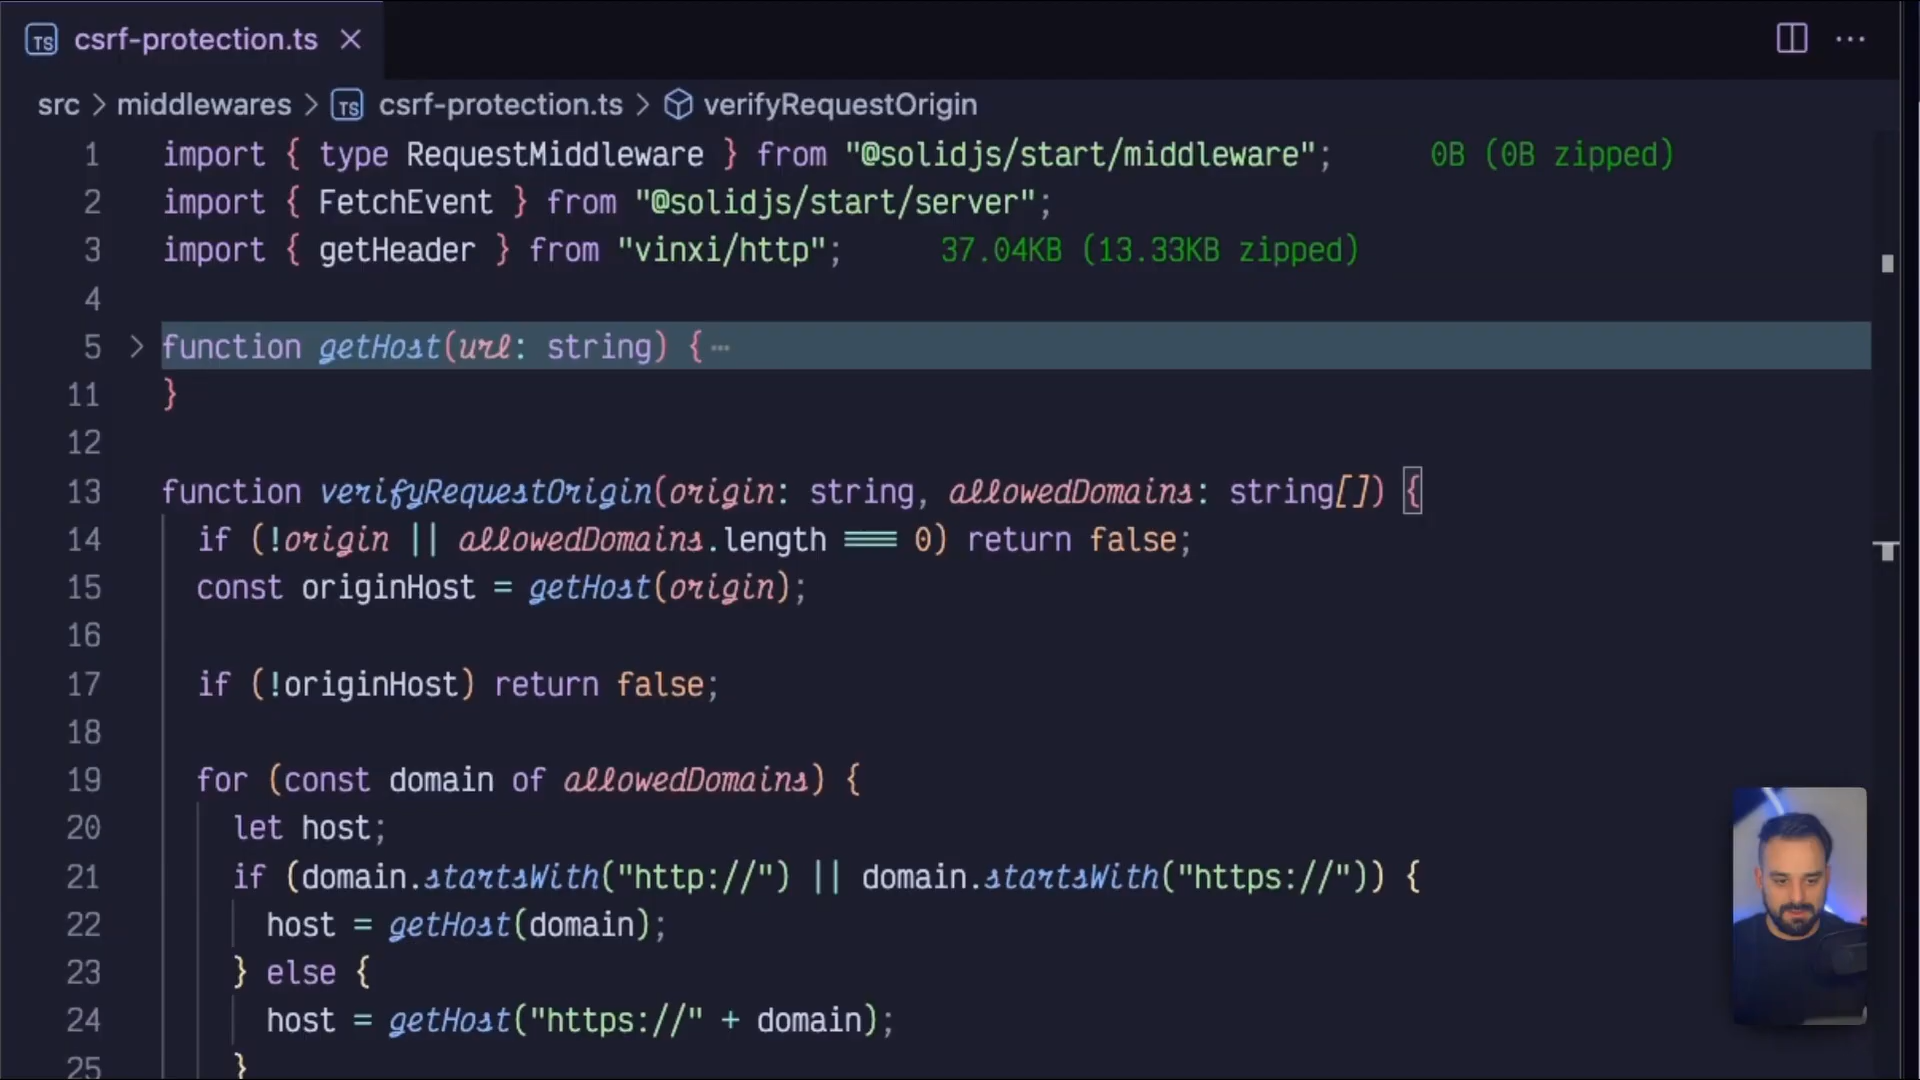 TS csrf-protection.ts
src > middlewares > TS csrf-protection.ts > verifyRequestOrigin
1 import { type RequestMiddleware } from "@solidjs/start/middleware"; 0B (0B zipped)
2 import { FetchEvent } from "@solidjs/start/server";
3 import { getHeader } from "vinxi/http"; 37.04KB (13.33KB zipped)
4
5 function getHost(url: string) { ···
11 }
12
13 function verifyRequestOrigin(origin: string, allowedDomains: string[]) {
14 if (!origin || allowedDomains.length === 0) return false;
15 const originHost = getHost(origin);
16
17 if (!originHost) return false;
18
19 for (const domain of allowedDomains) {
20 let host;
21 if (domain.startsWith("http://") || domain.startsWith("https://")) {
22 host = getHost(domain);
23 } else {
24 host = getHost("https://" + domain);
25 }